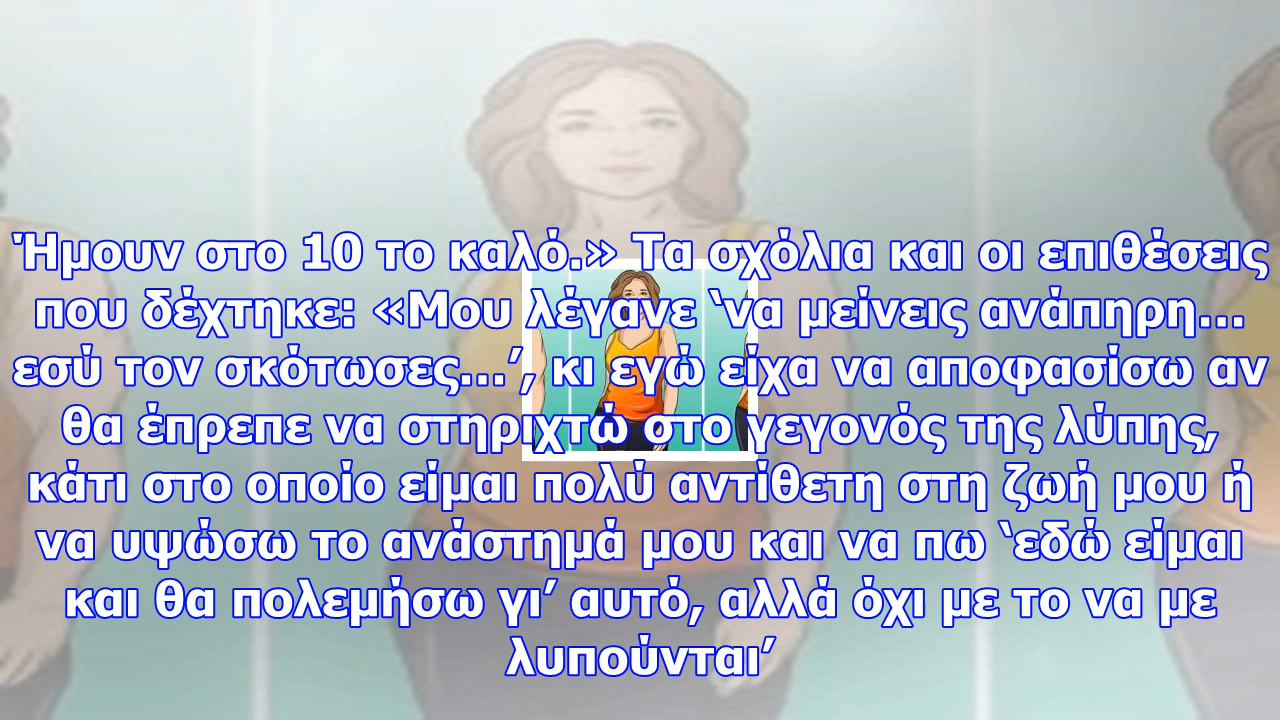 Ήμουν στο 10 το καλό.» Τα σχόλια και οι επιθέσεις
που δέχτηκε: «Μου λέγανε ‘να μείνεις ανάπηρη…
εσύ τον σκότωσες…’, κι εγώ είχα να αποφασίσω αν
θα έπρεπε να στηριχτώ στο γεγονός της λύπης,
κάτι στο οποίο είμαι πολύ αντίθετη στη ζωή μου ή
να υψώσω το ανάστημά μου και να πω ‘εδώ είμαι
και θα πολεμήσω γι’ αυτό, αλλά όχι με το να με
λυπούνται’